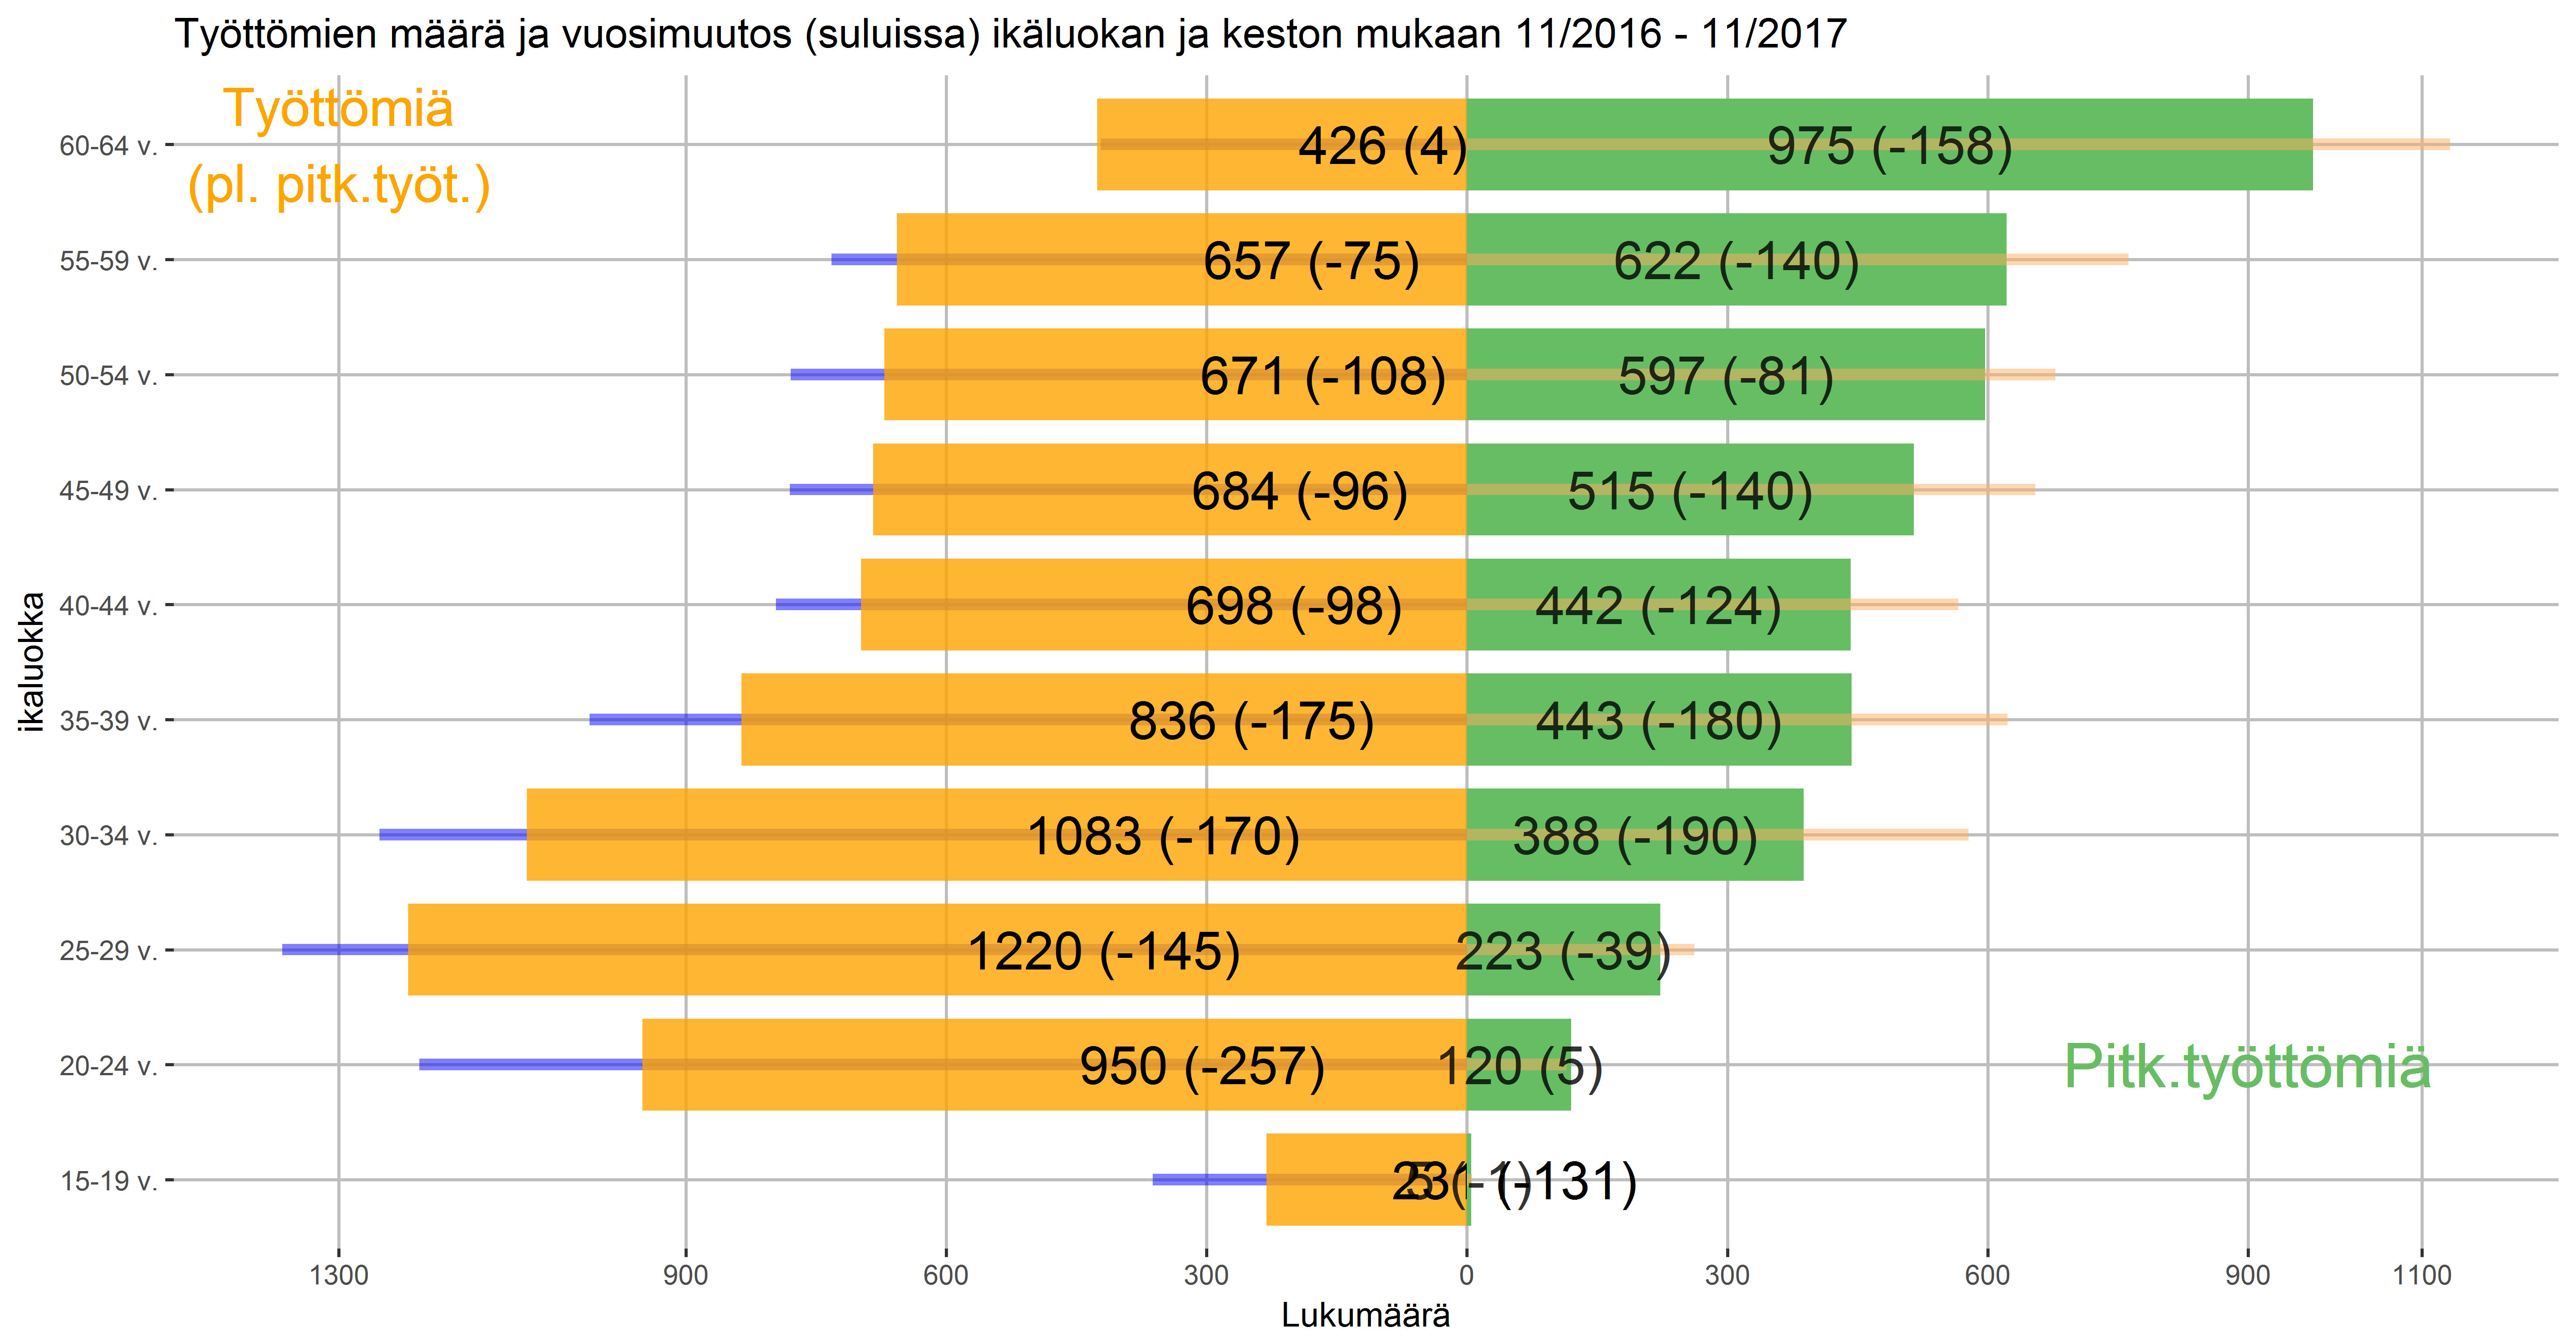 Työttömien määrä ja vuosimuutos (suluissa) ikäluokan ja keston mukaan 11/2016 - 11/2017
Työttömiä
(pl. pitk.työt.)
60-64 v. 426 (4) 975 (-158)
55-59 v. 657 (-75) 622 (-140)
50-54 v. 671 (-108) 597 (-81)
45-49 v. 684 (-96) 515 (-140)
40-44 v. 698 (-98) 442 (-124)
35-39 v. 836 (-175) 443 (-180)
30-34 v. 1083 (-170) 388 (-190)
25-29 v. 1220 (-145) 223 (-39)
20-24 v. 950 (-257) 120 (5)
Pitk.työttömiä
15-19 v. 231 (-131) 5 (-1)
ikaluokka
1300 900 600 300 0 300 600 900 1100
Lukumäärä